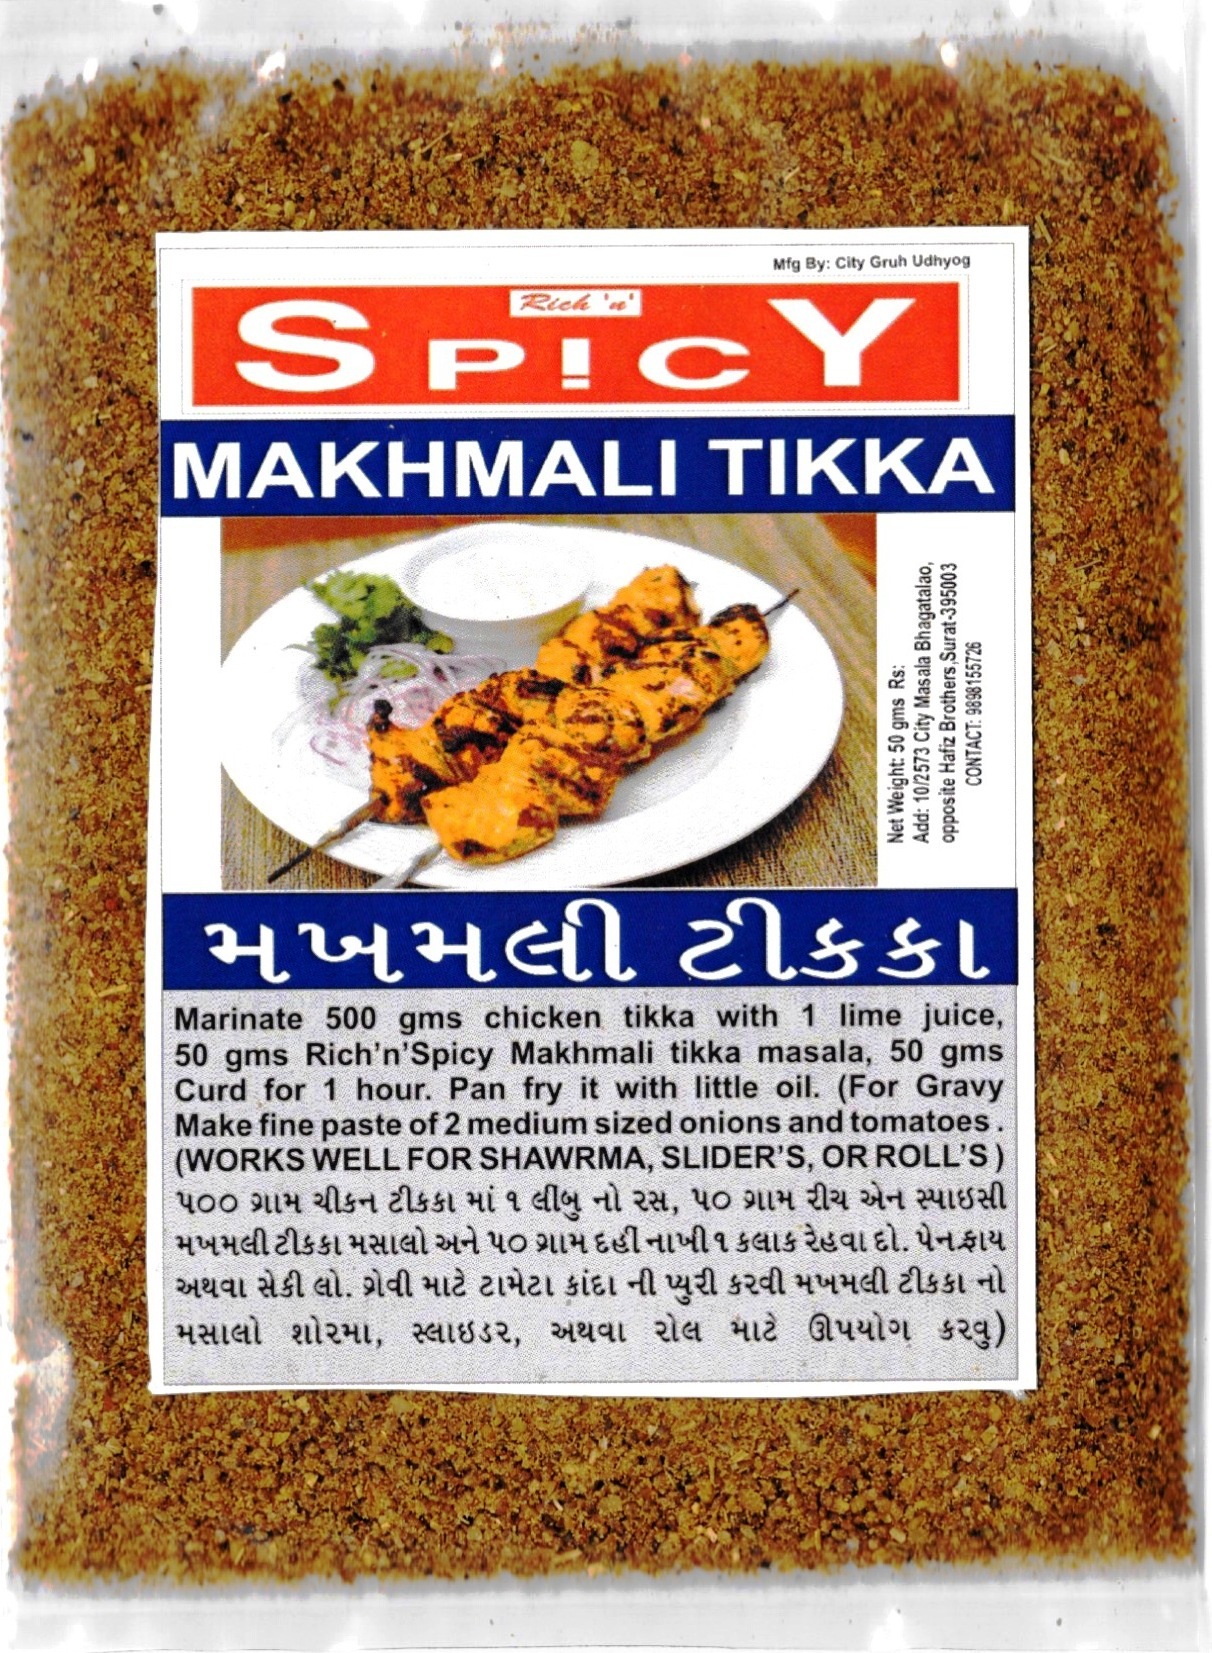 Mfg By: City Gruh Udhyog
Rich 'n'
SP!CY
MAKHMALI TIKKA
Net Weight: 50 gms Rs:
Add: 10/2573 City Masala Bhagatalao,
opposite Hafiz Brothers,Surat-395003
CONTACT: 9898155726
મખમલી ટીકકા
Marinate 500 gms chicken tikka with 1 lime juice,
50 gms Rich'n'Spicy Makhmali tikka masala, 50 gms
Curd for 1 hour. Pan fry it with little oil. (For Gravy
Make fine paste of 2 medium sized onions and tomatoes .
(WORKS WELL FOR SHAWRMA, SLIDER'S, OR ROLL'S )
૫૦૦ ગ્રામ ચીકન ટીકકા માં ૧ લીંબુ નો રસ, ૫૦ ગ્રામ રીચ એન સ્પાઇસી
મખમલી ટીકકા મસાલો અને ૫૦ ગ્રામ દહીં નાખી ૧ કલાક રેહવા દો. પેન ફ્રાય
અથવા સેકી લો. ગ્રેવી માટે ટામેટા કાંદા ની પ્યુરી કરવી મખમલી ટીકકા નો
મસાલો શોરમા, સ્લાઇડર, અથવા રોલ માટે ઊપયોગ કરવુ)